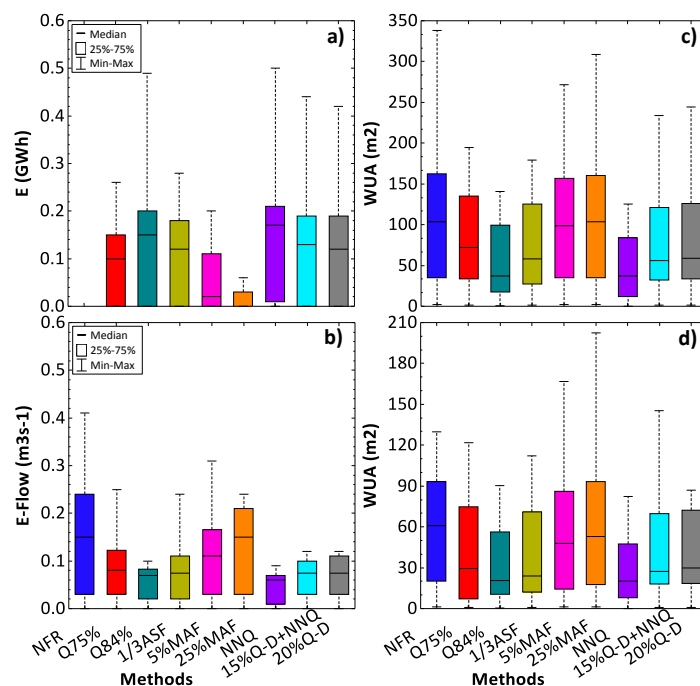 a)
Median
25%-75%
Min-Max
E (GWh)
0.6
0.5
0.4
0.3
0.2
0.1
0.0
c)
WUA (m2)
350
300
250
200
150
100
50
0
b)
Median
25%-75%
Min-Max
E-Flow (m3s-1)
0.6
0.5
0.4
0.3
0.2
0.1
0.0
NFR
Q75%
Q84%
1/3ASF
5%MAF
25%MAF
NNQ
15%Q-D+NNQ
20%Q-D
Methods
d)
WUA (m2)
210
180
150
120
90
60
30
0
NFR
Q75%
Q84%
1/3ASF
5%MAF
25%MAF
NNQ
15%Q-D+NNQ
20%Q-D
Methods